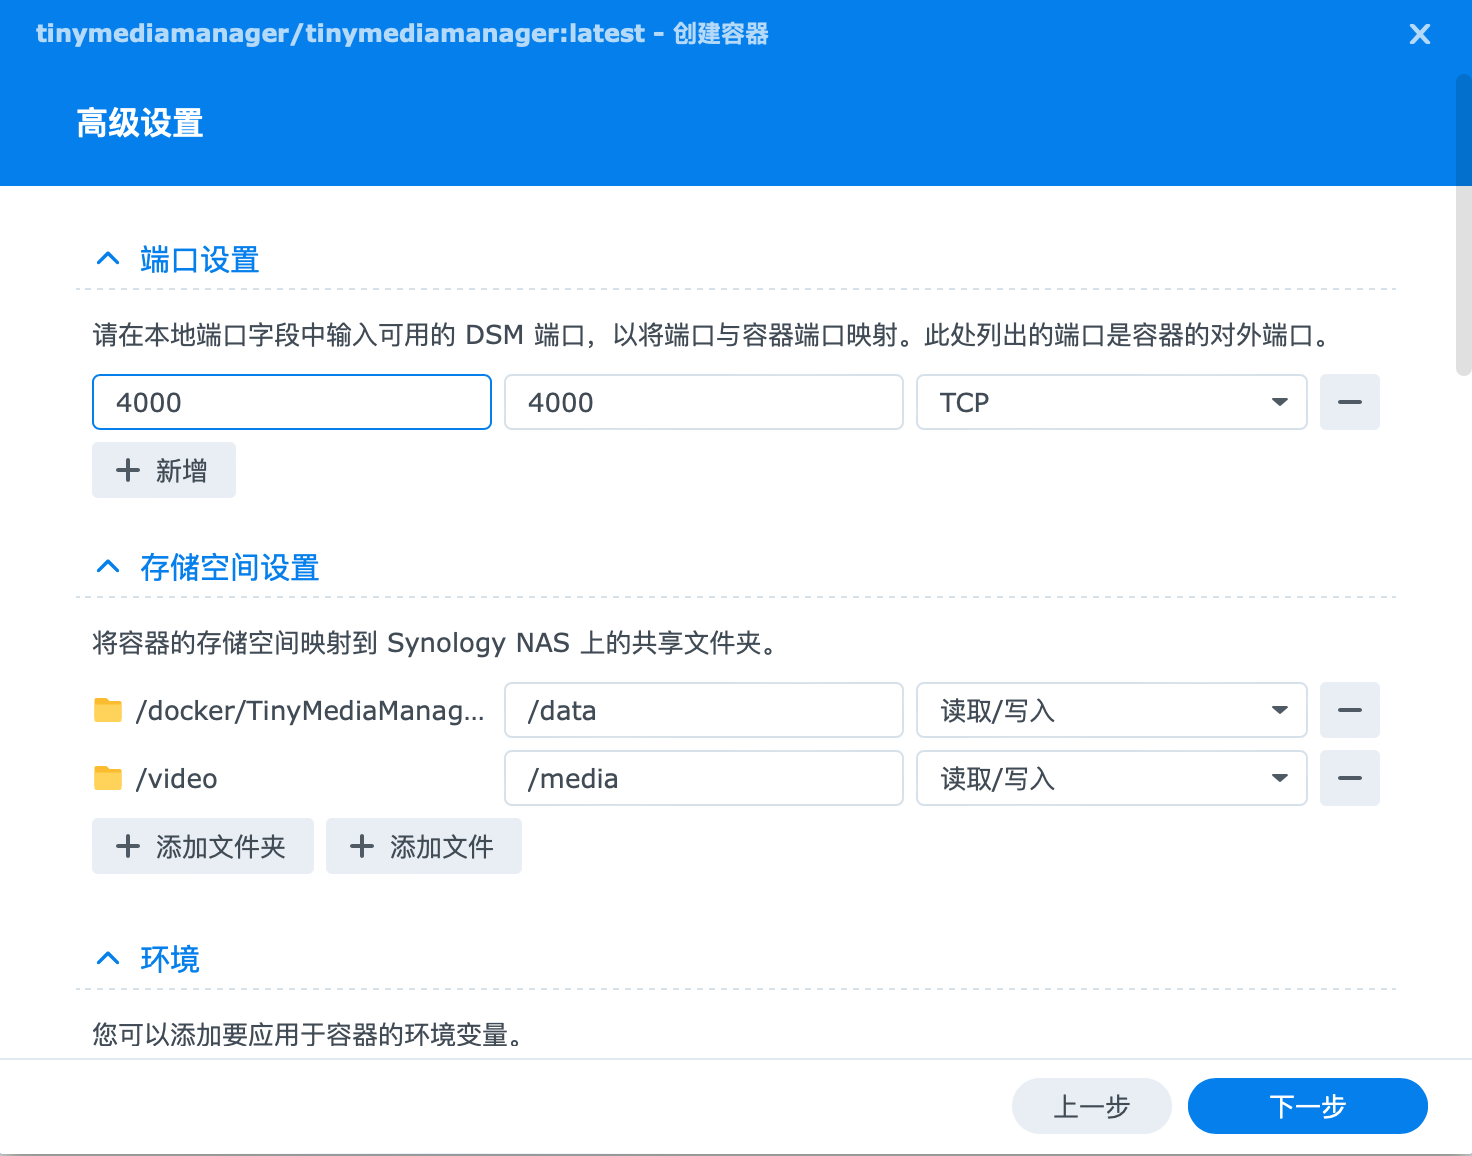 tinymediamanager/tinymediamanager:latest - 创建容器
高级设置
端口设置
请在本地端口字段中输入可用的 DSM 端口，以将端口与容器端口映射。此处列出的端口是容器的对外端口。
4000 4000 TCP
新增
存储空间设置
将容器的存储空间映射到 Synology NAS 上的共享文件夹。
/docker/TinyMediaManag... /data 读取/写入
/video /media 读取/写入
添加文件夹 添加文件
环境
您可以添加要应用于容器的环境变量。
上一步 下一步